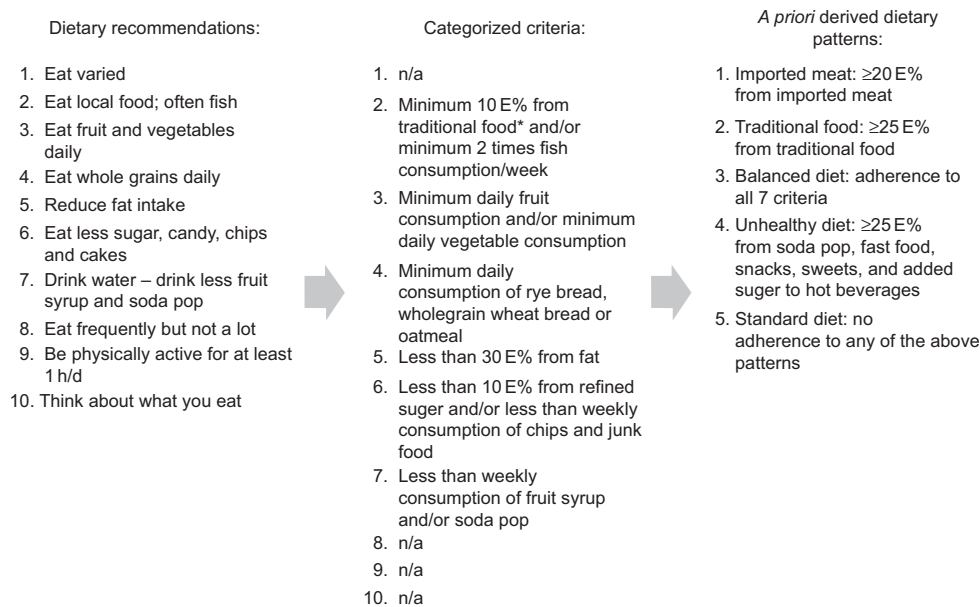 Dietary recommendations:
1. Eat varied
2. Eat local food; often fish
3. Eat fruit and vegetables
daily
4. Eat whole grains daily
5. Reduce fat intake
6. Eat less sugar, candy, chips
and cakes
7. Drink water – drink less fruit
syrup and soda pop
8. Eat frequently but not a lot
9. Be physically active for at least
1 h/d
10. Think about what you eat
Categorized criteria:
1. n/a
2. Minimum 10 E% from
traditional food* and/or
minimum 2 times fish
consumption/week
3. Minimum daily fruit
consumption and/or minimum
daily vegetable consumption
4. Minimum daily
consumption of rye bread,
wholegrain wheat bread or
oatmeal
5. Less than 30 E% from fat
6. Less than 10 E% from refined
suger and/or less than weekly
consumption of chips and junk
food
7. Less than weekly
consumption of fruit syrup
and/or soda pop
8. n/a
9. n/a
10. n/a
A priori derived dietary
patterns:
1. Imported meat: ≥20 E%
from imported meat
2. Traditional food: ≥25 E%
from traditional food
3. Balanced diet: adherence to
all 7 criteria
4. Unhealthy diet: ≥25 E%
from soda pop, fast food,
snacks, sweets, and added
suger to hot beverages
5. Standard diet: no
adherence to any of the above
patterns